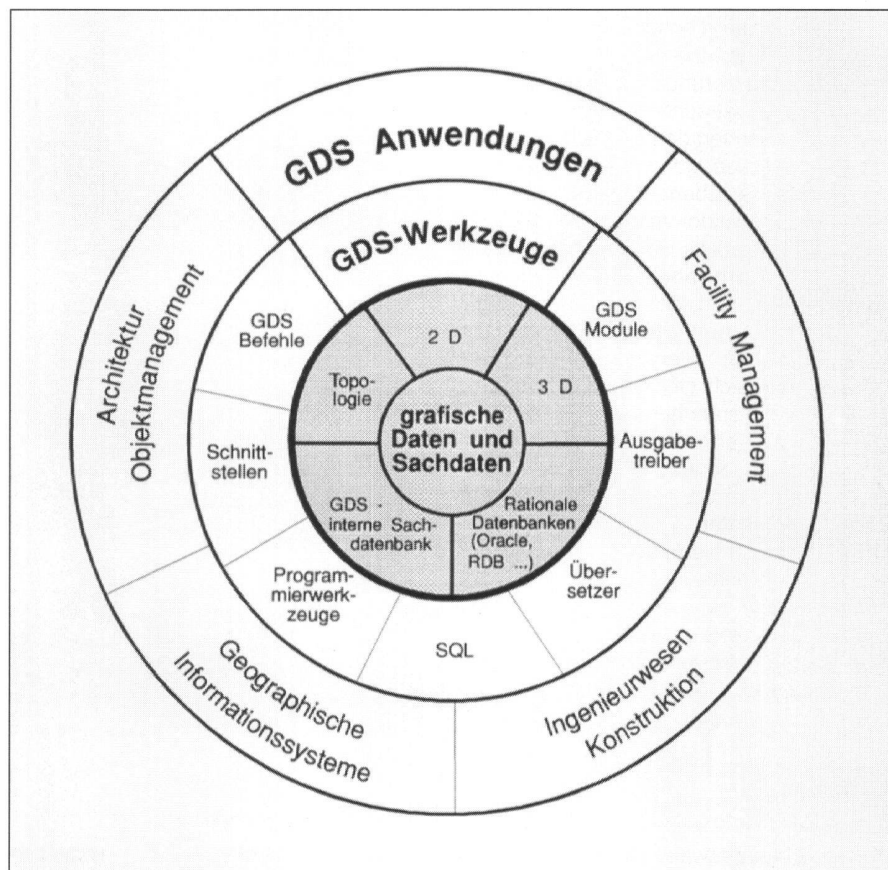 GDS Anwendungen
GDS-Werkzeuge
Architektur
Objektmanagement
Facility Management
GDS
Befehle
GDS
Module
2 D
Topo-
logie
3 D
grafische
Daten und
Sachdaten
Schnitt-
stellen
Ausgabe-
treiber
GDS -
interne Sach-
datenbank
Rationale
Datenbanken
(Oracle,
RDB ...)
Program-
mierwerk-
zeuge
Über-
setzer
SQL
Geographische
Informationssysteme
Ingenieurwesen
Konstruktion